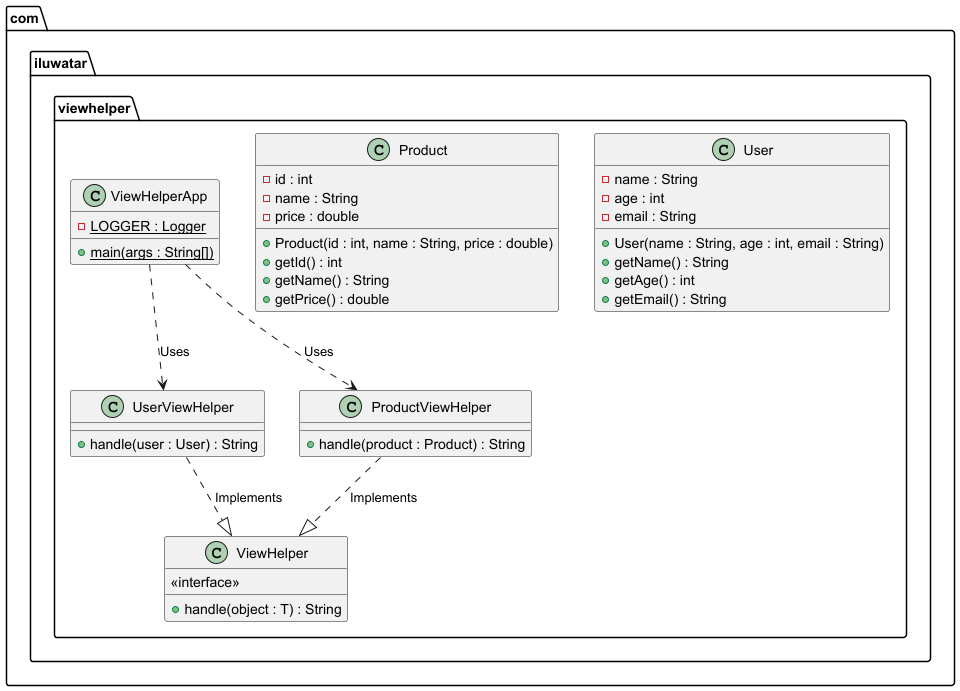 com
iluwatar
viewhelper
C ViewHelperApp
LOGGER : Logger
main(args : String[])
C Product
id : int
name : String
price : double
Product(id : int, name : String, price : double)
getId() : int
getName() : String
getPrice() : double
C User
name : String
age : int
email : String
User(name : String, age : int, email : String)
getName() : String
getAge() : int
getEmail() : String
Uses
Uses
C UserViewHelper
handle(user : User) : String
C ProductViewHelper
handle(product : Product) : String
Implements
Implements
C ViewHelper
«interface»
handle(object : T) : String